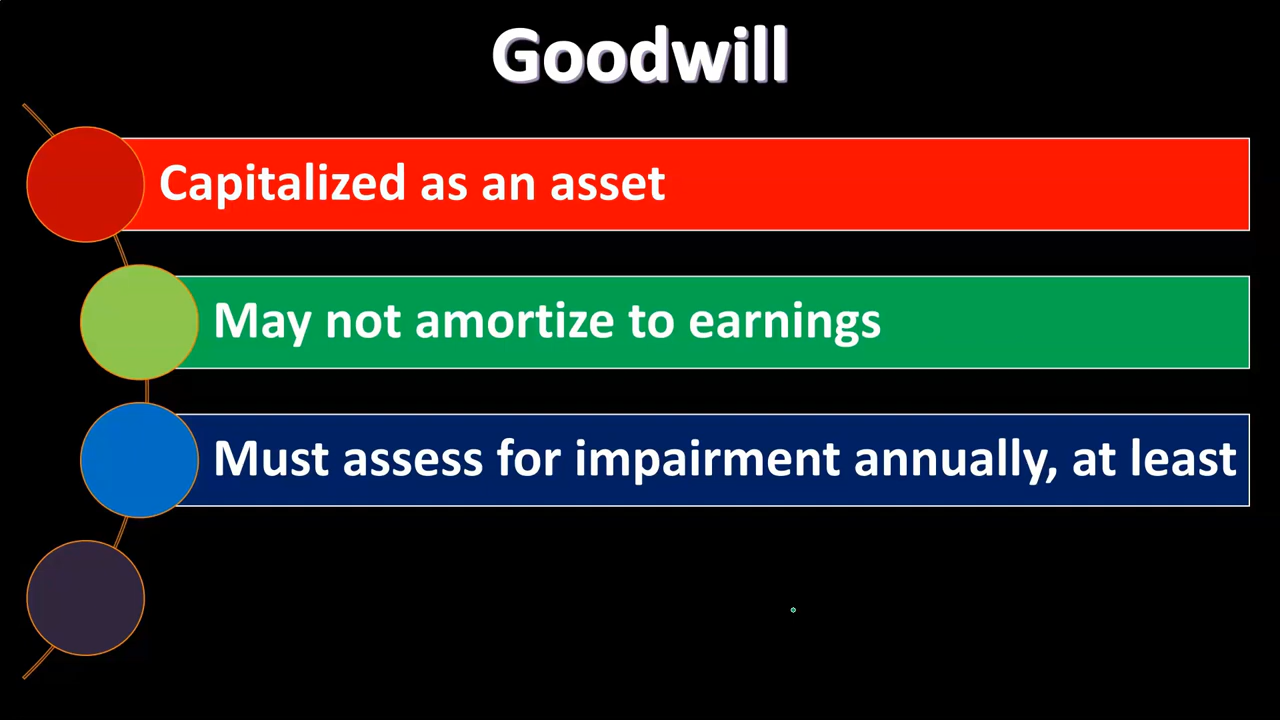 Goodwill
Capitalized as an asset
May not amortize to earnings
Must assess for impairment annually, at least